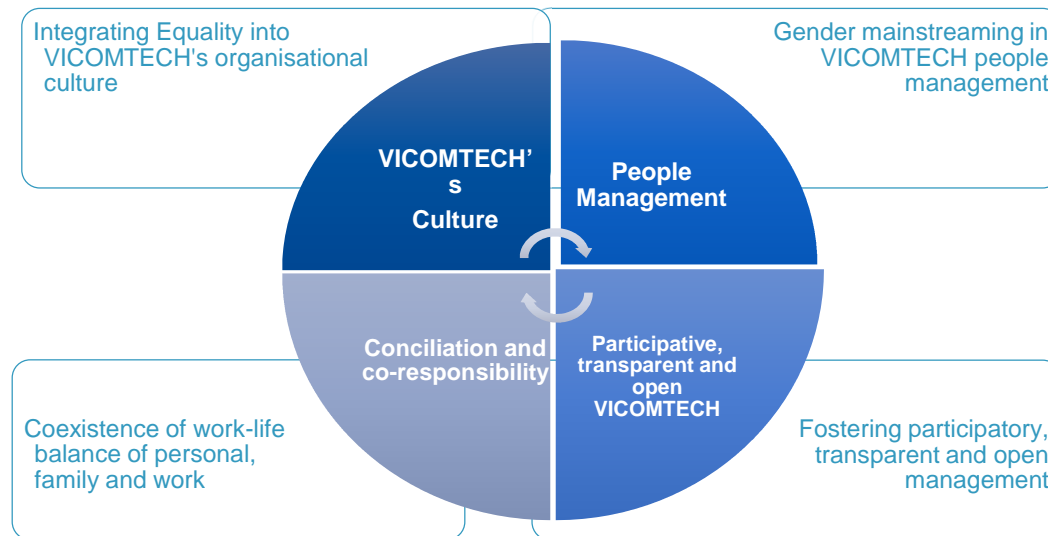 Integrating Equality into
VICOMTECH's organisational
culture
Gender mainstreaming in
VICOMTECH people
management
VICOMTECH’
s
Culture
People
Management
Conciliation and
co-responsibility
Participative,
transparent and
open
VICOMTECH
Coexistence of work-life
balance of personal,
family and work
Fostering participatory,
transparent and open
management